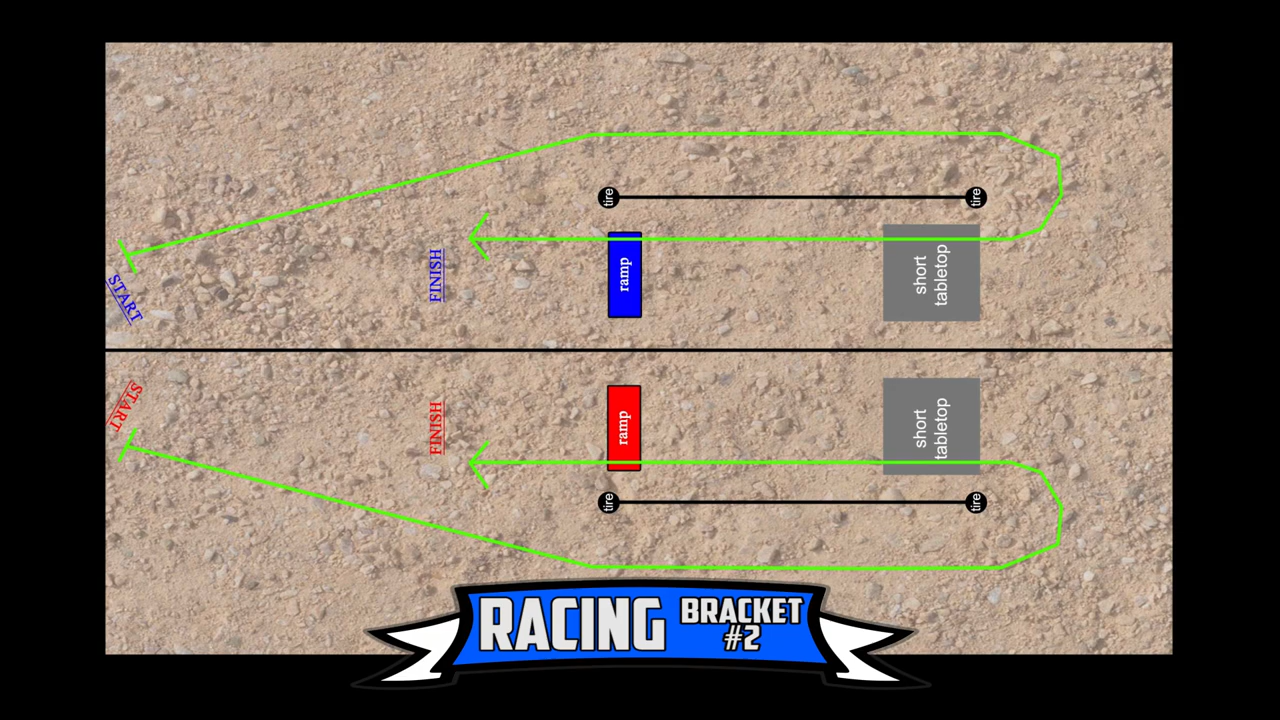 tire
tire
START
FINISH
ramp
short
tabletop
START
FINISH
ramp
short
tabletop
tire
tire
RACING BRACKET
#2